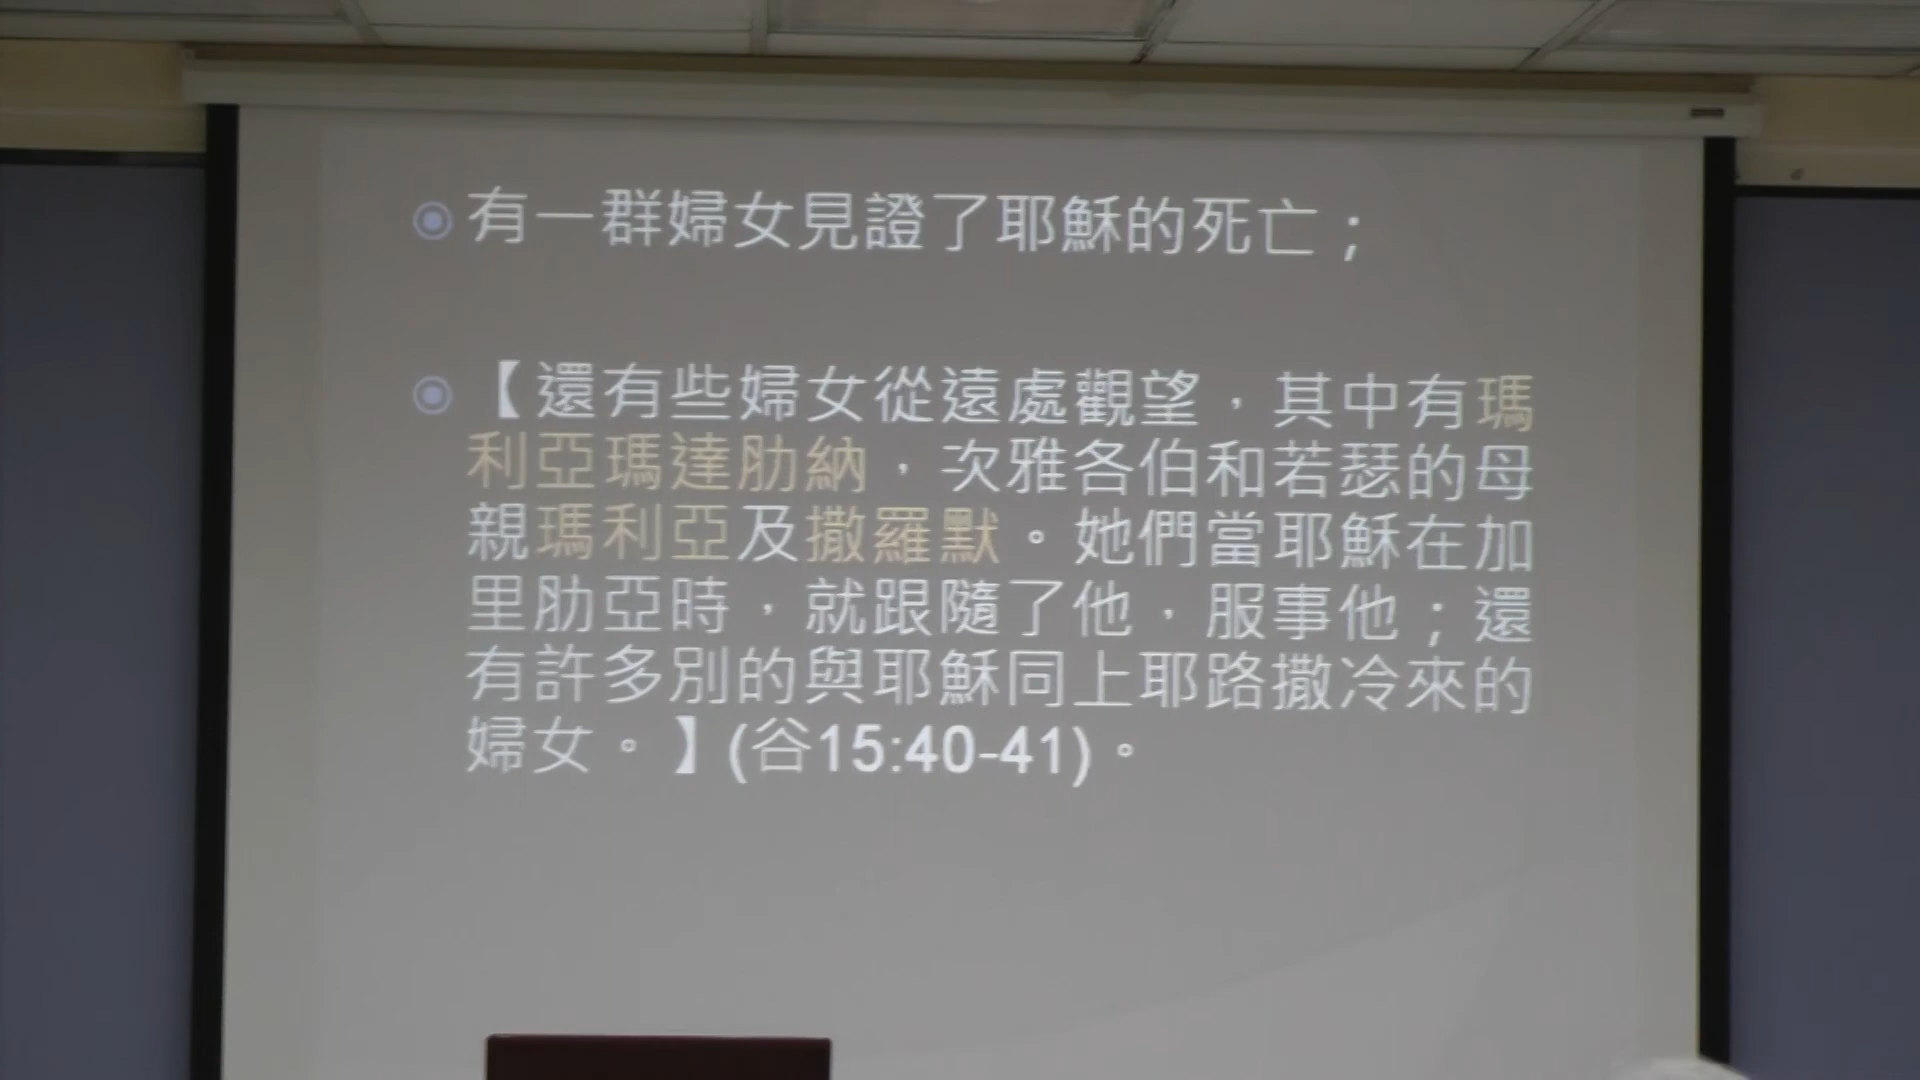 有一群婦女見證了耶穌的死亡；
【還有些婦女從遠處觀望，其中有瑪
利亞瑪達肋納，次雅各伯和若瑟的母
親瑪利亞及撒羅默。她們當耶穌在加
里肋亞時，就跟隨了他，服事他；還
有許多別的與耶穌同上耶路撒冷來的
婦女。】(谷15:40-41)。